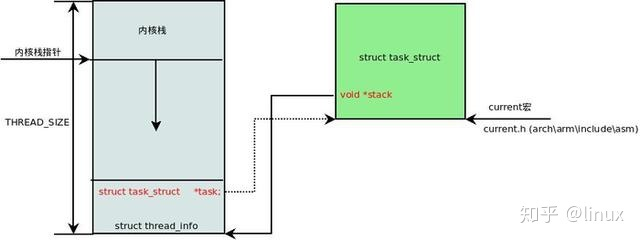 内核栈
内核栈指针
struct task_struct
void *stack
current宏
THREAD_SIZE
current.h (arch\arm\include\asm)
struct task_struct *task;
struct thread_info
知乎 @linux